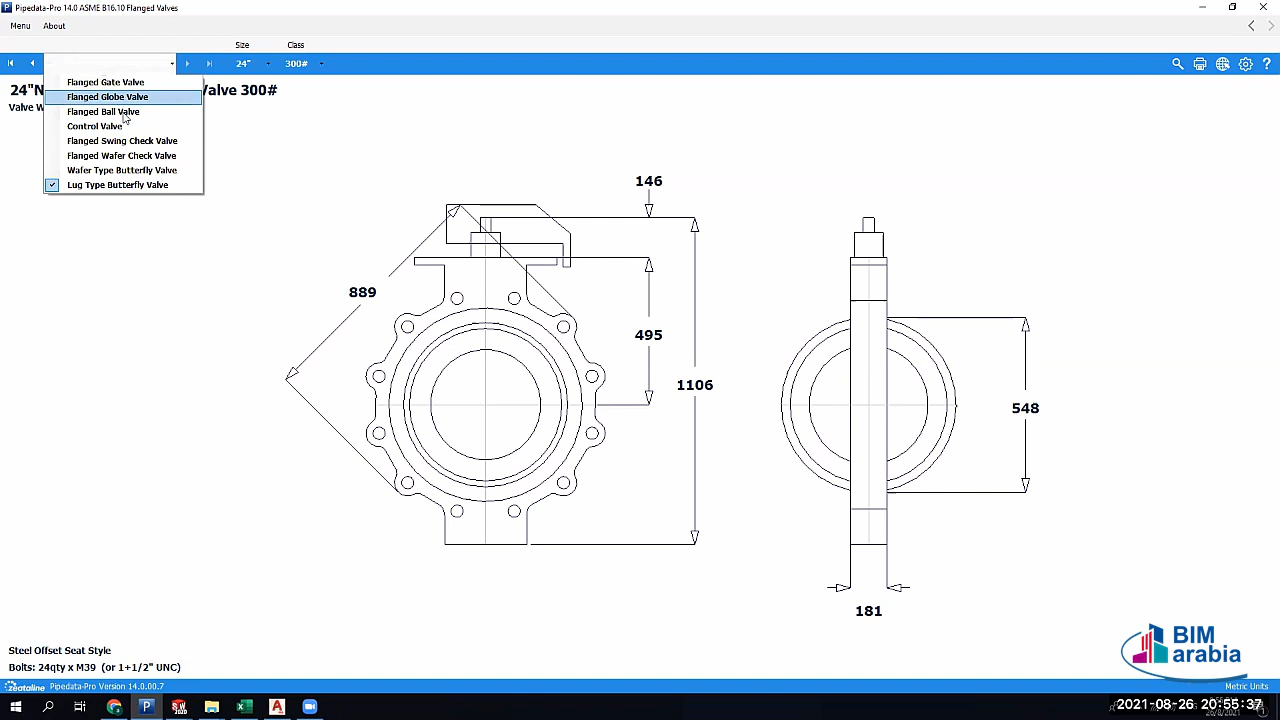 Pipedata-Pro 14.0 ASME B16.10 Flanged Valves
Menu About
Size Class
24" 300#
Flanged Gate Valve
Flanged Globe Valve
Flanged Ball Valve
Control Valve
Flanged Swing Check Valve
Flanged Wafer Check Valve
Wafer Type Butterfly Valve
Lug Type Butterfly Valve
24"N
Valve 300#
Valve W
146
889
495
1106
548
181
Steel Offset Seat Style
Bolts: 24qty x M39 (or 1+1/2" UNC)
BIM
arabia
zeataline Pipedata-Pro Version 14.0.00.7 Metric Units
2021-08-26 20:55:37